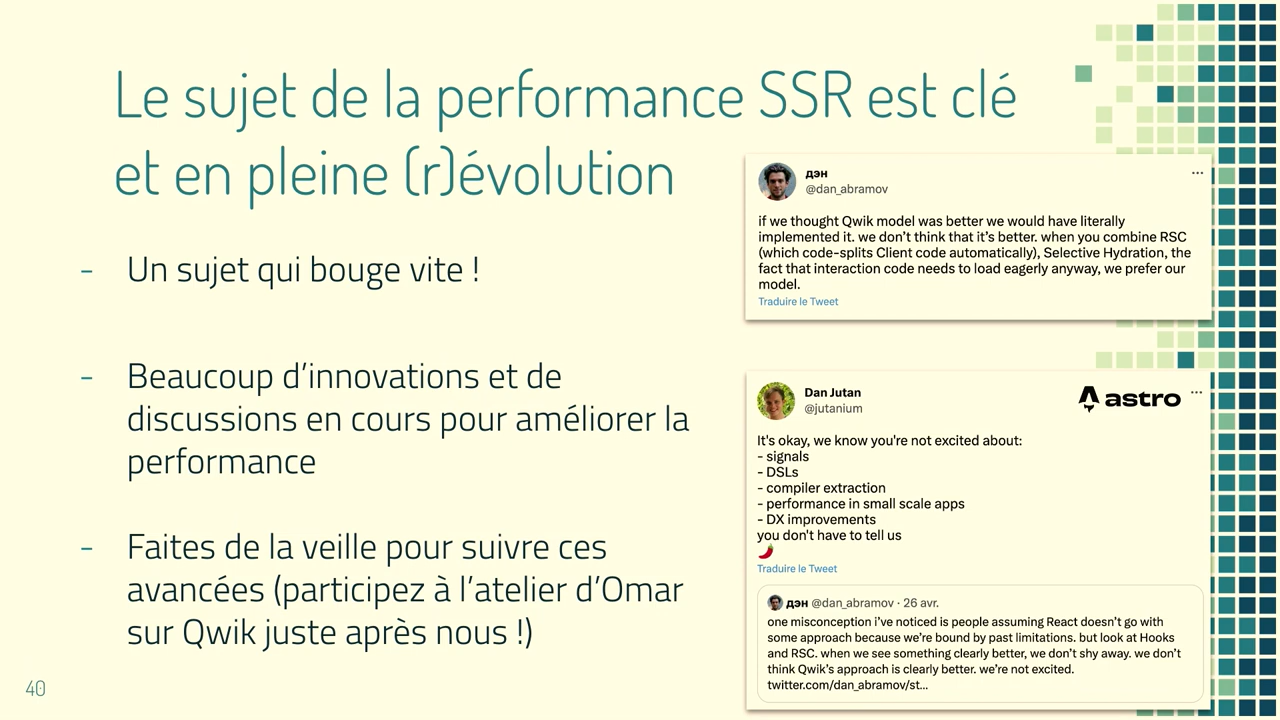 Le sujet de la performance SSR est clé
et en pleine (r)évolution
- Un sujet qui bouge vite !
- Beaucoup d’innovations et de
discussions en cours pour améliorer la
performance
- Faites de la veille pour suivre ces
avancées (participez à l’atelier d’Omar
sur Qwik juste après nous !)
40
дэн
@dan_abramov
if we thought Qwik model was better we would have literally
implemented it. we don’t think that it’s better. when you combine RSC
(which code-splits Client code automatically), Selective Hydration, the
fact that interaction code needs to load eagerly anyway, we prefer our
model.
Traduire le Tweet
Dan Jutan
@jutanium
astro
It's okay, we know you're not excited about:
- signals
- DSLs
- compiler extraction
- performance in small scale apps
- DX improvements
you don't have to tell us
🌶️
Traduire le Tweet
дэн @dan_abramov · 26 avr.
one misconception i’ve noticed is people assuming React doesn’t go with
some approach because we’re bound by past limitations. but look at Hooks
and RSC. when we see something clearly better, we don’t shy away. we don’t
think Qwik’s approach is clearly better. we’re not excited.
twitter.com/dan_abramov/st...